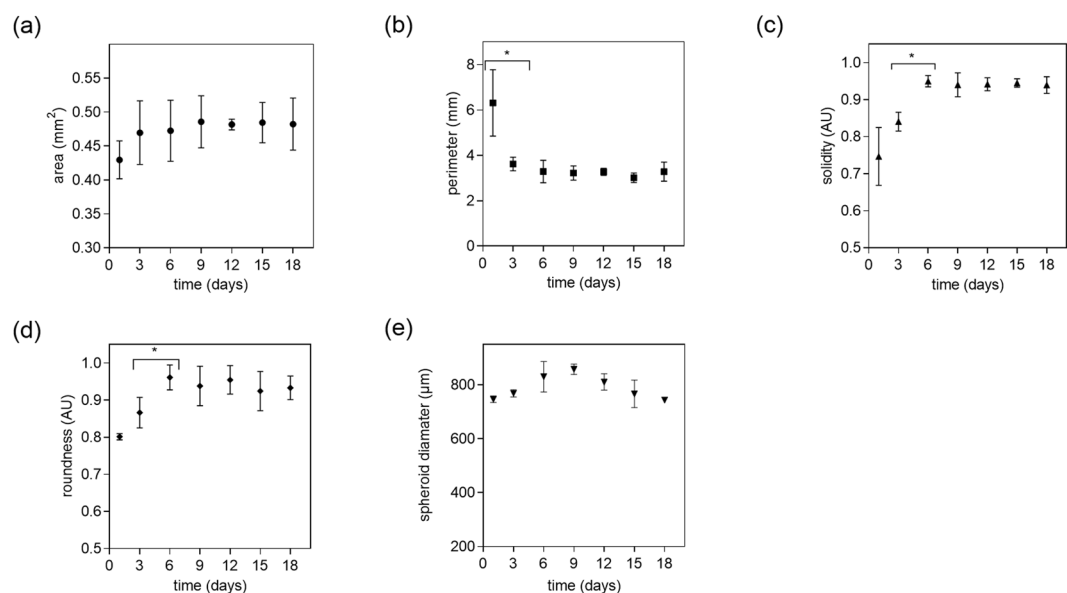 (a)
0.55
0.50
0.45
0.40
0.35
0.30
area (mm²)
0 3 6 9 12 15 18
time (days)
(b)
*
8
6
4
2
0
perimeter (mm)
0 3 6 9 12 15 18
time (days)
(c)
*
1.0
0.9
0.8
0.7
0.6
0.5
solidity (AU)
0 3 6 9 12 15 18
time (days)
(d)
*
1.0
0.9
0.8
0.5
roundness (AU)
0 3 6 9 12 15 18
time (days)
(e)
800
600
400
200
spheroid diamater (µm)
0 3 6 9 12 15 18
time (days)